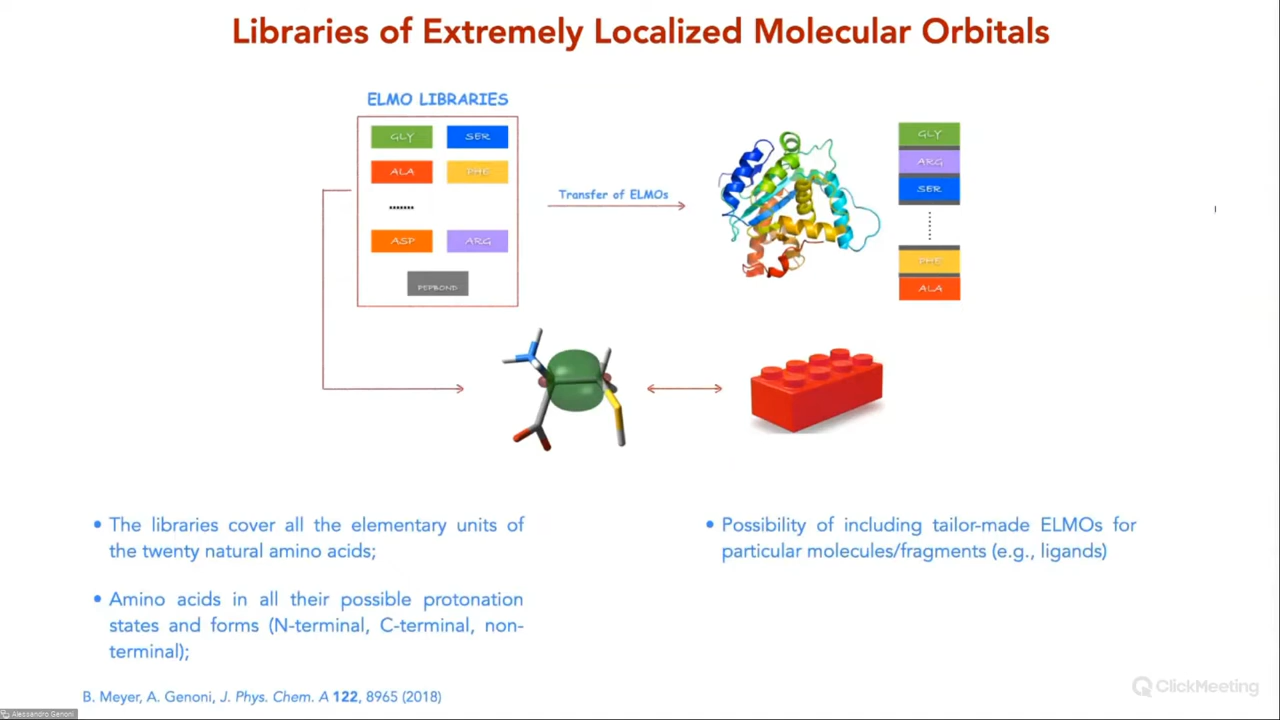 Libraries of Extremely Localized Molecular Orbitals
ELMO LIBRARIES
GLY
SER
ALA
PHE
.......
ASP
ARG
PEPBOND
Transfer of ELMOs
GLY
ARG
SER
PHE
ALA
• The libraries cover all the elementary units of
the twenty natural amino acids;
• Amino acids in all their possible protonation
states and forms (N-terminal, C-terminal, non-
terminal);
• Possibility of including tailor-made ELMOs for
particular molecules/fragments (e.g., ligands)
B. Meyer, A. Genoni, J. Phys. Chem. A 122, 8965 (2018)
Alessandro Genoni
ClickMeeting